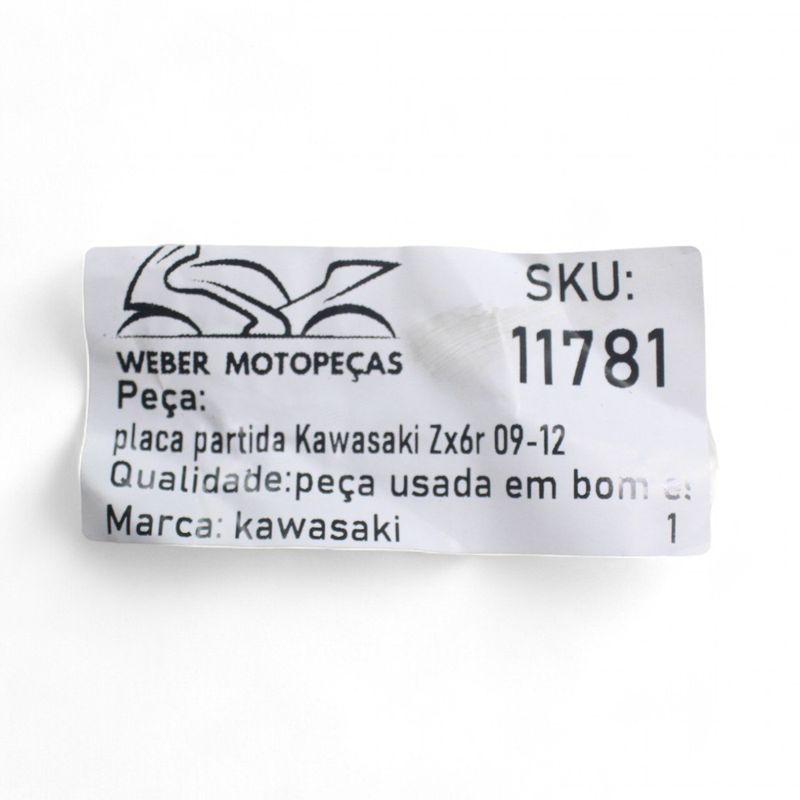 WEBER MOTOPEÇAS
SKU:
11781
Peça:
placa partida Kawasaki Zx6r 09-12
Qualidade:peça usada em bom
Marca: kawasaki
1